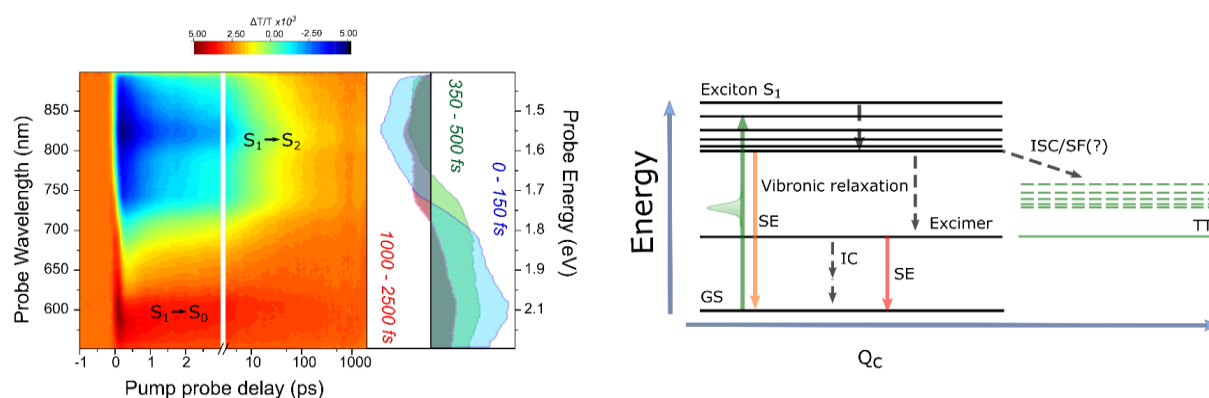 ΔT/T x10³
5.00 2.50 0.00 -2.50 5.00
Probe Wavelength (nm)
850
800
750
700
650
600
S₁→S₂
S₁→S₀
-1 0 1 2 10 100 1000
Pump probe delay (ps)
1000 - 2500 fs
350 - 500 fs
0 - 150 fs
1.5
1.6
1.7
1.8
1.9
2.1
Probe Energy (eV)
Energy
Exciton S₁
ISC/SF(?)
Vibronic relaxation
SE
Excimer
TT
IC
SE
GS
Q꜀